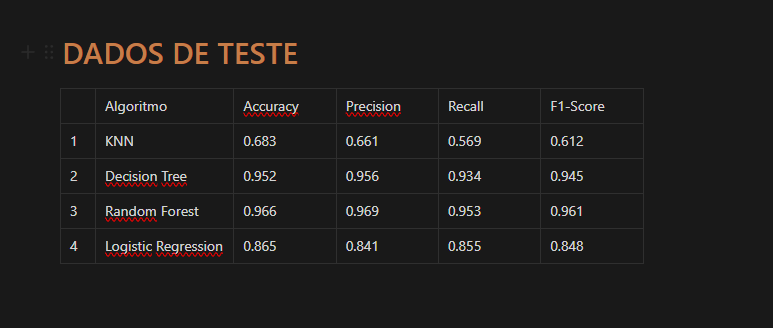 DADOS DE TESTE
Algoritmo Accuracy Precision Recall F1-Score
1 KNN 0.683 0.661 0.569 0.612
2 Decision Tree 0.952 0.956 0.934 0.945
3 Random Forest 0.966 0.969 0.953 0.961
4 Logistic Regression 0.865 0.841 0.855 0.848